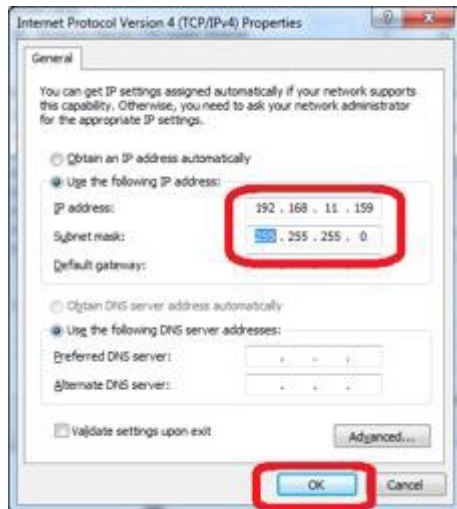 Internet Protocol Version 4 (TCP/IPv4) Properties
General
You can get IP settings assigned automatically if your network supports
this capability. Otherwise, you need to ask your network administrator
for the appropriate IP settings.
Obtain an IP address automatically
Use the following IP address:
IP address: 192 . 168 . 11 . 159
Subnet mask: 255 . 255 . 255 . 0
Default gateway: . . .
Obtain DNS server address automatically
Use the following DNS server addresses:
Preferred DNS server: . . .
Alternate DNS server: . . .
Validate settings upon exit
Advanced...
OK Cancel